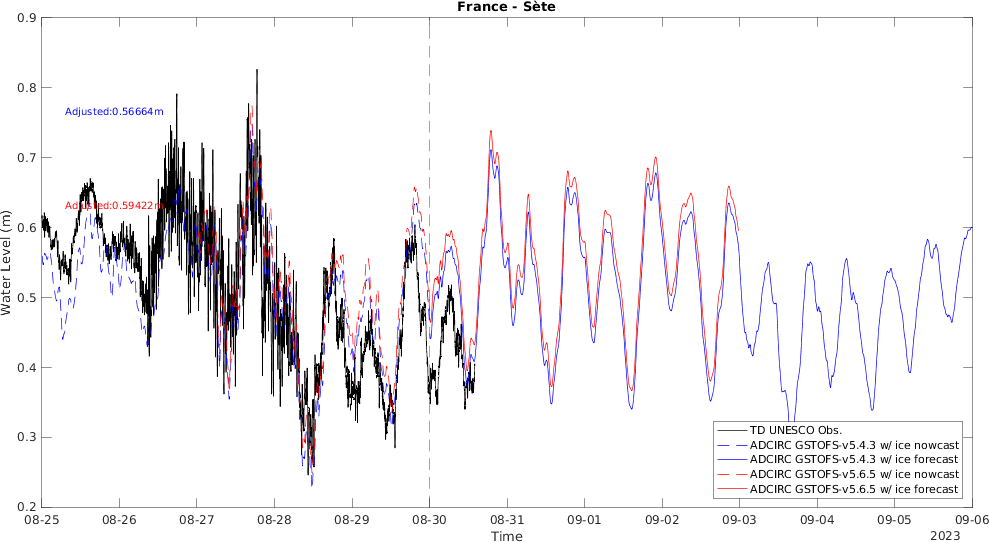 France - Sète
0.9
0.8
0.7
0.6
0.5
0.4
0.3
0.2
Water Level (m)
Adjusted:0.56664m
Adjusted:0.59422m
TD UNESCO Obs.
ADCIRC GSTOFS-v5.4.3 w/ ice nowcast
ADCIRC GSTOFS-v5.4.3 w/ ice forecast
ADCIRC GSTOFS-v5.6.5 w/ ice nowcast
ADCIRC GSTOFS-v5.6.5 w/ ice forecast
08-25 08-26 08-27 08-28 08-29 08-30 08-31 09-01 09-02 09-03 09-04 09-05 09-06
Time
2023